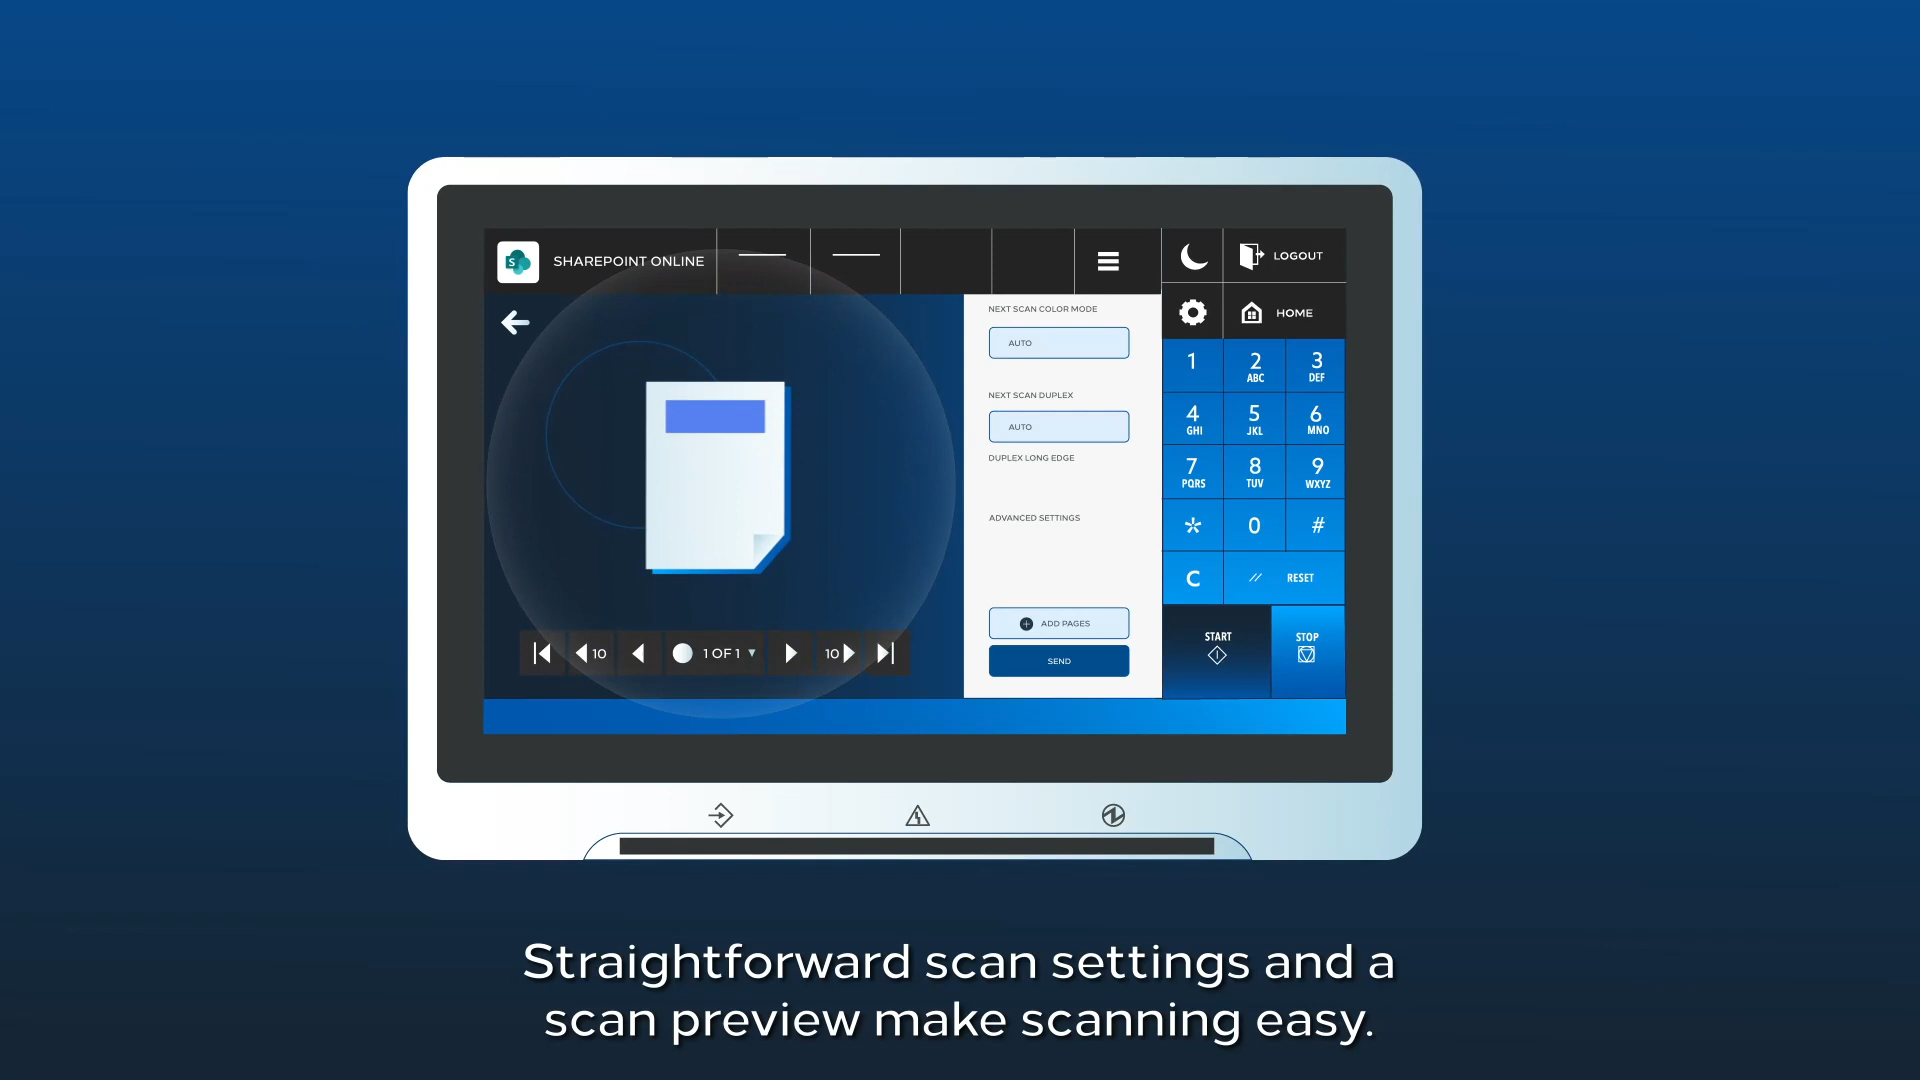 S
SHAREPOINT ONLINE
LOGOUT
HOME
NEXT SCAN COLOR MODE
AUTO
NEXT SCAN DUPLEX
AUTO
DUPLEX LONG EDGE
ADVANCED SETTINGS
ADD PAGES
SEND
10
1 OF 1
10
1
2
ABC
3
DEF
4
GHI
5
JKL
6
MNO
7
PQRS
8
TUV
9
WXYZ
*
0
#
C
RESET
START
STOP
Straightforward scan settings and a
scan preview make scanning easy.